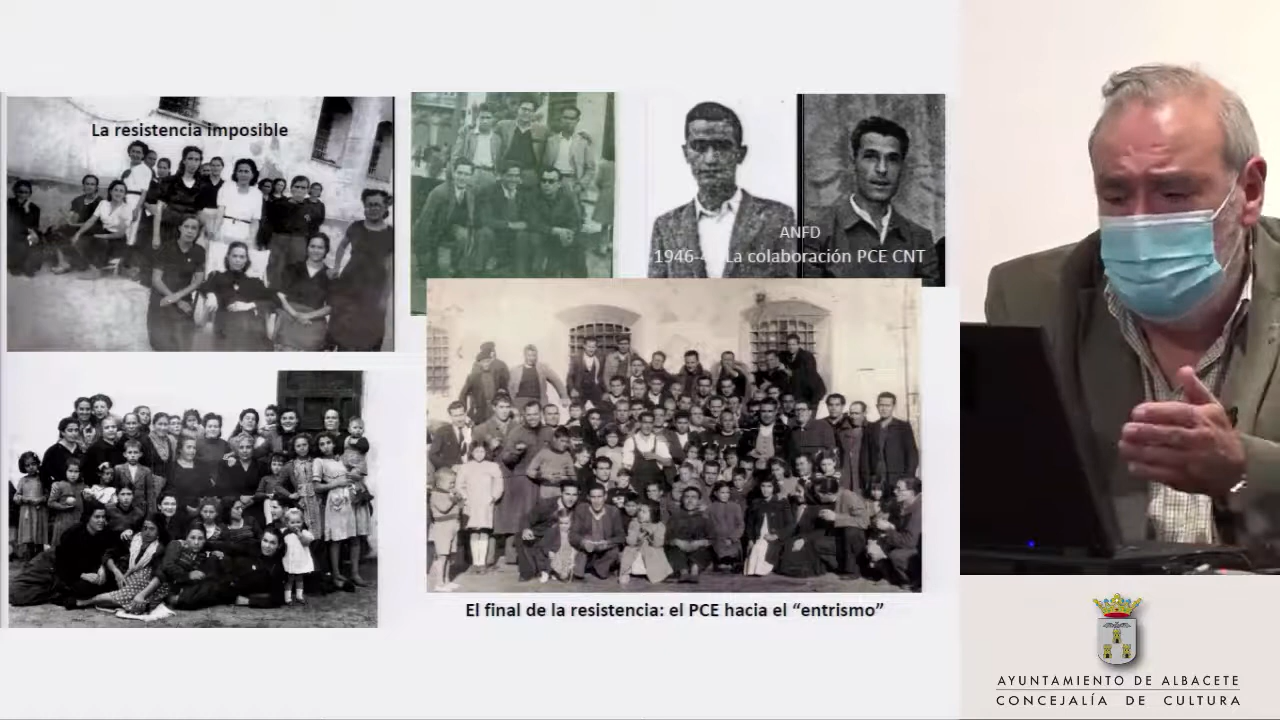 La resistencia imposible
ANFD
1946-4 La colaboración PCE CNT
El final de la resistencia: el PCE hacia el “entrismo”
AYUNTAMIENTO DE ALBACETE
CONCEJALÍA DE CULTURA